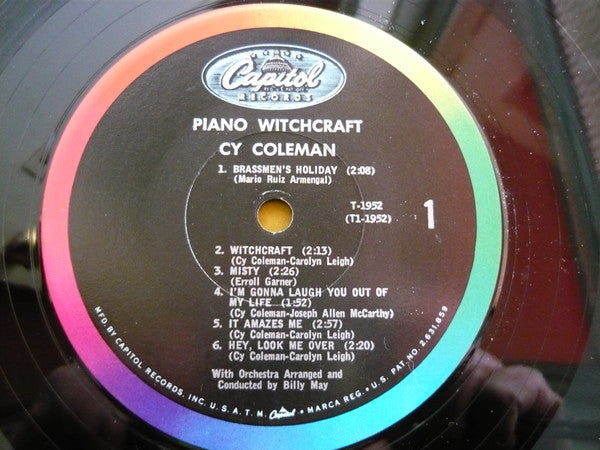 Capitol
RECORDS
PIANO WITCHCRAFT
CY COLEMAN
1. BRASSMEN'S HOLIDAY (2:08)
(Mario Ruiz Armengal)
T-1952
(T1-1952)
1
2. WITCHCRAFT (2:13)
(Cy Coleman-Carolyn Leigh)
3. MISTY (2:26)
(Erroll Garner)
4. I'M GONNA LAUGH YOU OUT OF
MY LIFE (1:52)
(Cy Coleman-Joseph Allen McCarthy)
5. IT AMAZES ME (2:57)
(Cy Coleman-Carolyn Leigh)
6. HEY, LOOK ME OVER (2:20)
(Cy Coleman-Carolyn Leigh)
With Orchestra Arranged and
Conducted by Billy May
MFD. BY CAPITOL RECORDS, INC. U.S.A. T.M. Capitol • MARCA REG. • U.S. PAT. NO. 2,631,859